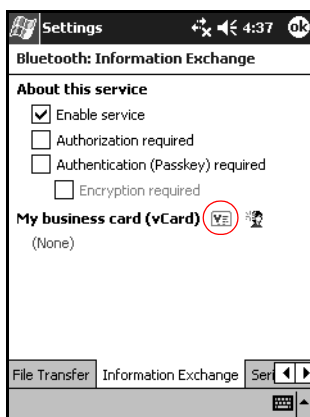 Settings 4:37 ok
Bluetooth: Information Exchange
About this service
Enable service
Authorization required
Authentication (Passkey) required
Encryption required
My business card (vCard)
(None)
File Transfer Information Exchange Seri